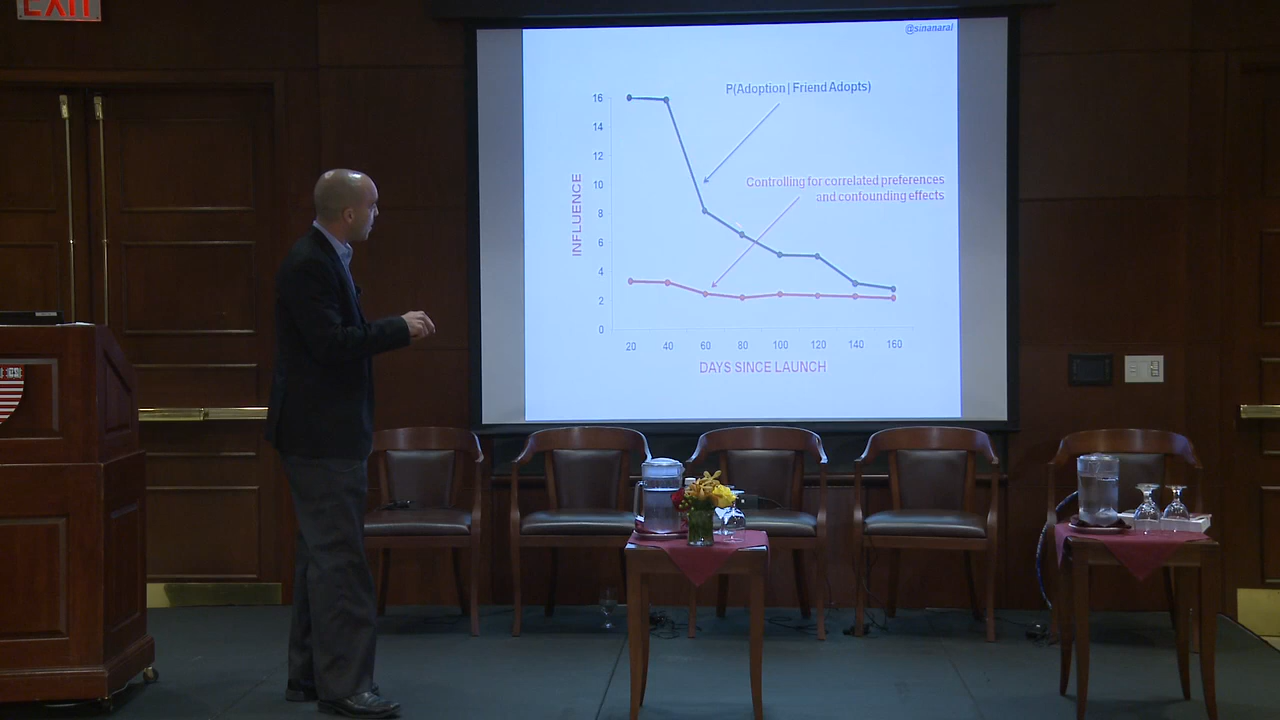 EXIT
@sinanaral
P(Adoption | Friend Adopts)
Controlling for correlated preferences
and confounding effects
INFLUENCE
16
14
12
10
8
6
4
2
0
20 40 60 80 100 120 140 160
DAYS SINCE LAUNCH